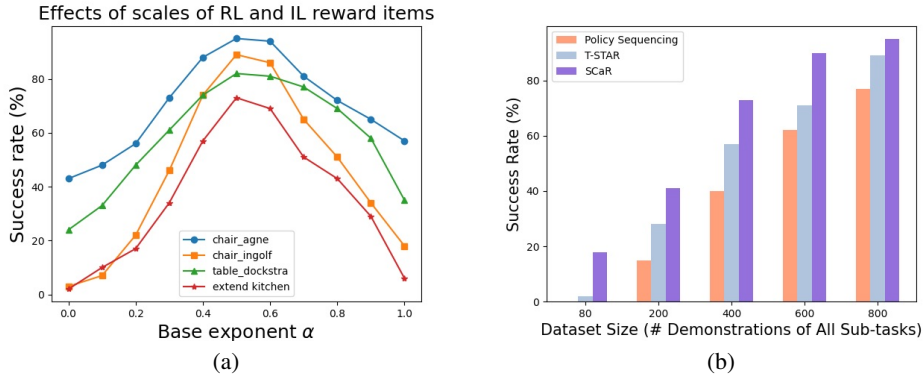 Effects of scales of RL and IL reward items
Success rate (%)
80
60
40
20
0
chair_agne
chair_ingolf
table_dockstra
extend kitchen
0.0 0.2 0.4 0.6 0.8 1.0
Base exponent α
(a)
Success Rate (%)
80
60
40
20
0
Policy Sequencing
T-STAR
SCaR
80 200 400 600 800
Dataset Size (# Demonstrations of All Sub-tasks)
(b)